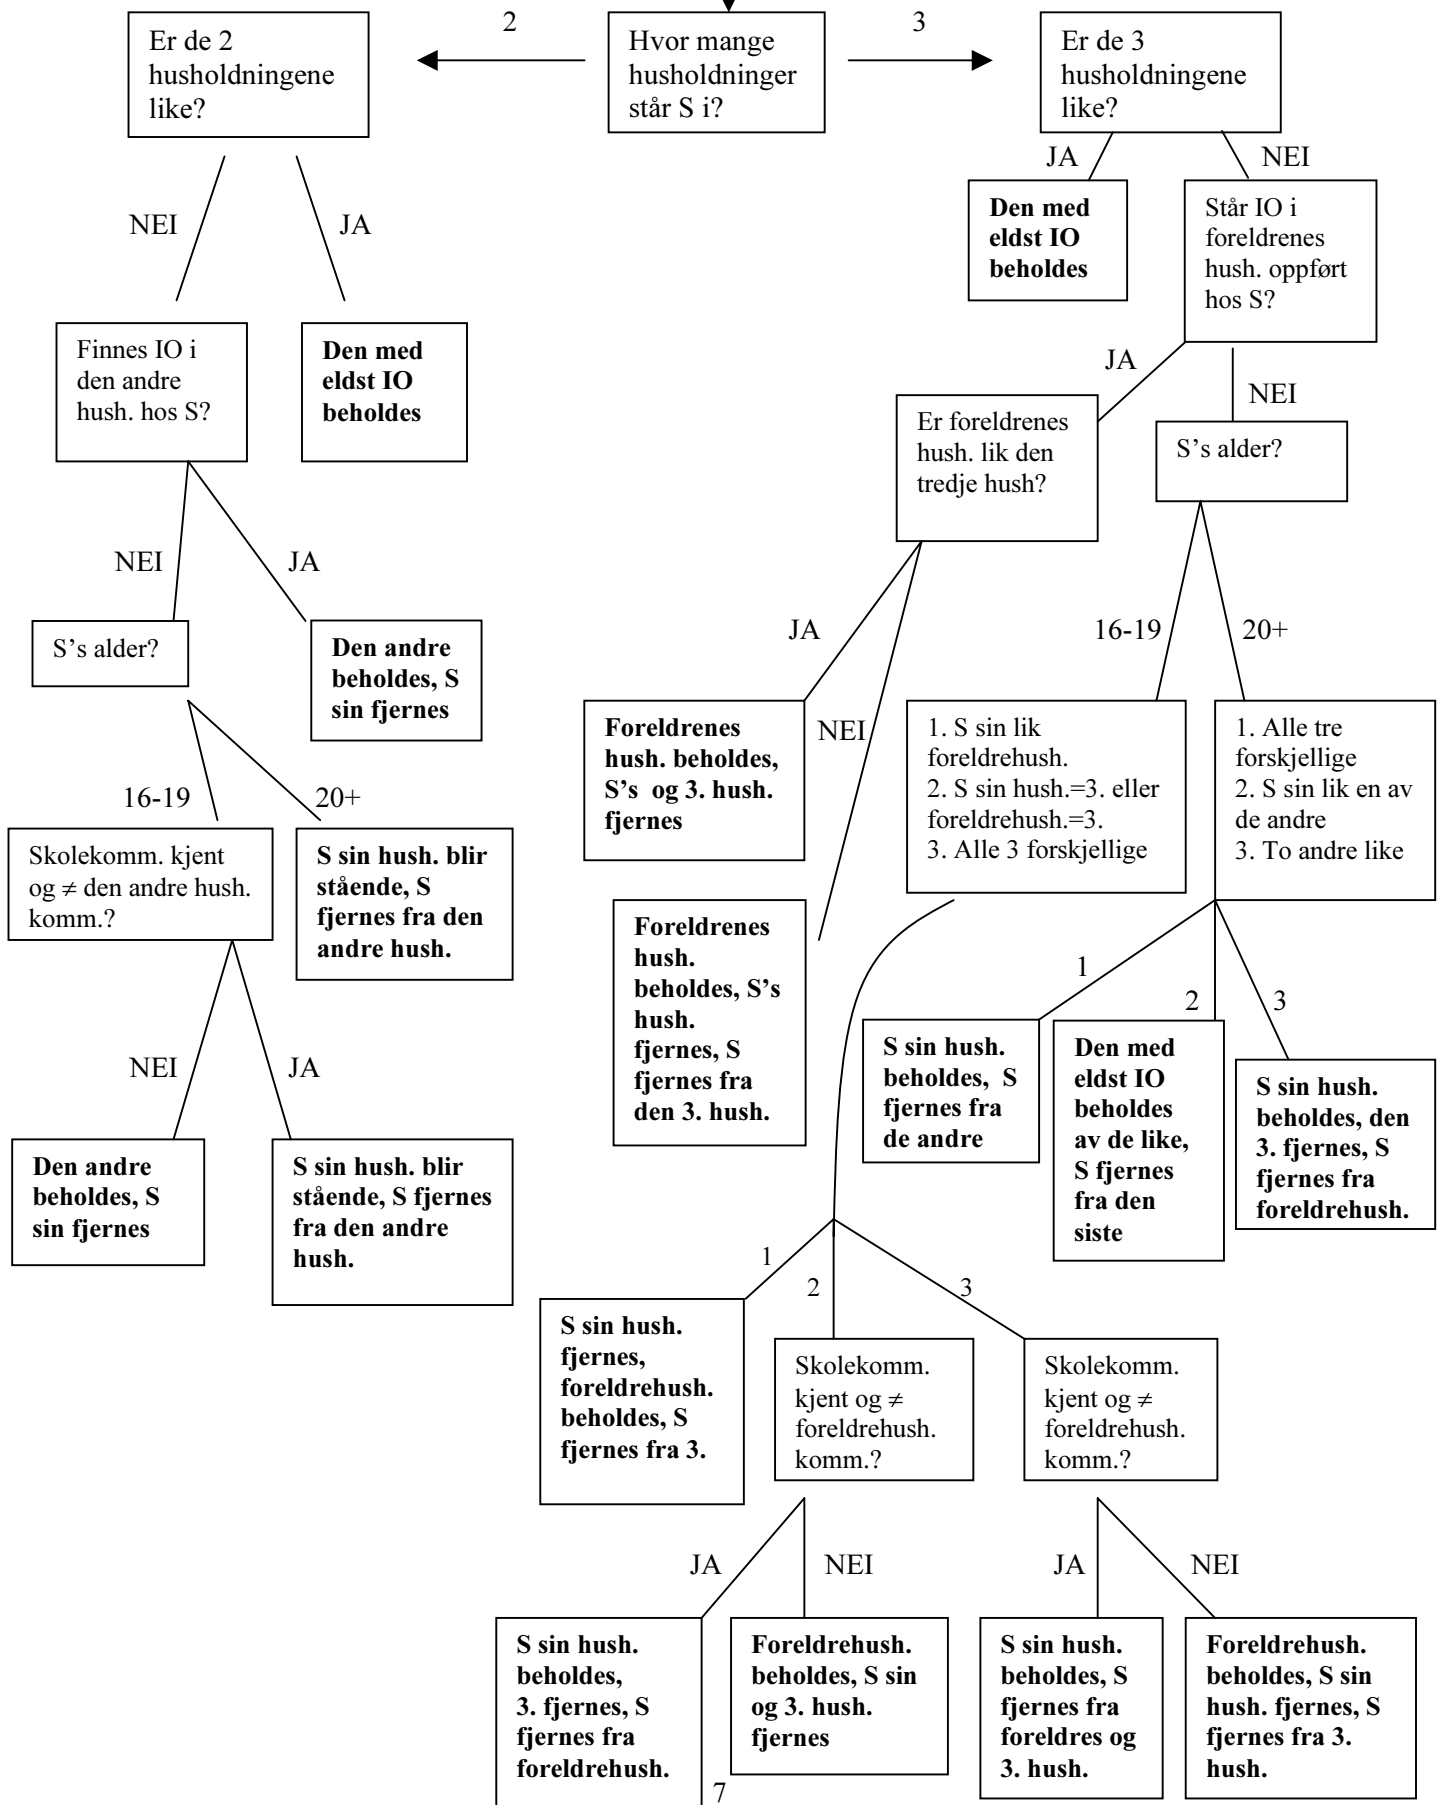 2
3
Er de 2
husholdningene
like?
Hvor mange
husholdninger
står S i?
Er de 3
husholdningene
like?
JA
NEI
NEI
JA
Den med
eldst IO
beholdes
Står IO i
foreldrenes
hush. oppført
hos S?
Finnes IO i
den andre
hush. hos S?
Den med
eldst IO
beholdes
JA
NEI
Er foreldrenes
hush. lik den
tredje hush?
S's alder?
NEI
JA
S's alder?
Den andre
beholdes, S
sin fjernes
JA
NEI
16-19
20+
Foreldrenes
hush. beholdes,
S's og 3. hush.
fjernes
1. S sin lik
foreldrehush.
2. S sin hush.=3. eller
foreldrehush.=3.
3. Alle 3 forskjellige
1. Alle tre
forskjellige
2. S sin lik en av
de andre
3. To andre like
16-19
20+
Skolekomm. kjent
og ≠ den andre hush.
komm.?
S sin hush. blir
stående, S
fjernes fra den
andre hush.
Foreldrenes
hush.
beholdes, S's
hush.
fjernes, S
fjernes fra
den 3. hush.
1
2
3
S sin hush.
beholdes, S
fjernes fra
de andre
Den med
eldst IO
beholdes
av de like,
S fjernes
fra den
siste
S sin hush.
beholdes, den
3. fjernes, S
fjernes fra
foreldrehush.
NEI
JA
Den andre
beholdes, S
sin fjernes
S sin hush. blir
stående, S fjernes
fra den andre
hush.
1
2
3
S sin hush.
fjernes,
foreldrehush.
beholdes, S
fjernes fra 3.
Skolekomm.
kjent og ≠
foreldrehush.
komm.?
Skolekomm.
kjent og ≠
foreldrehush.
komm.?
JA
NEI
JA
NEI
S sin hush.
beholdes,
3. fjernes, S
fjernes fra
foreldrehush.
Foreldrehush.
beholdes, S sin
og 3. hush.
fjernes
S sin hush.
beholdes, S
fjernes fra
foreldres og
3. hush.
Foreldrehush.
beholdes, S sin
hush. fjernes, S
fjernes fra 3.
hush.
7